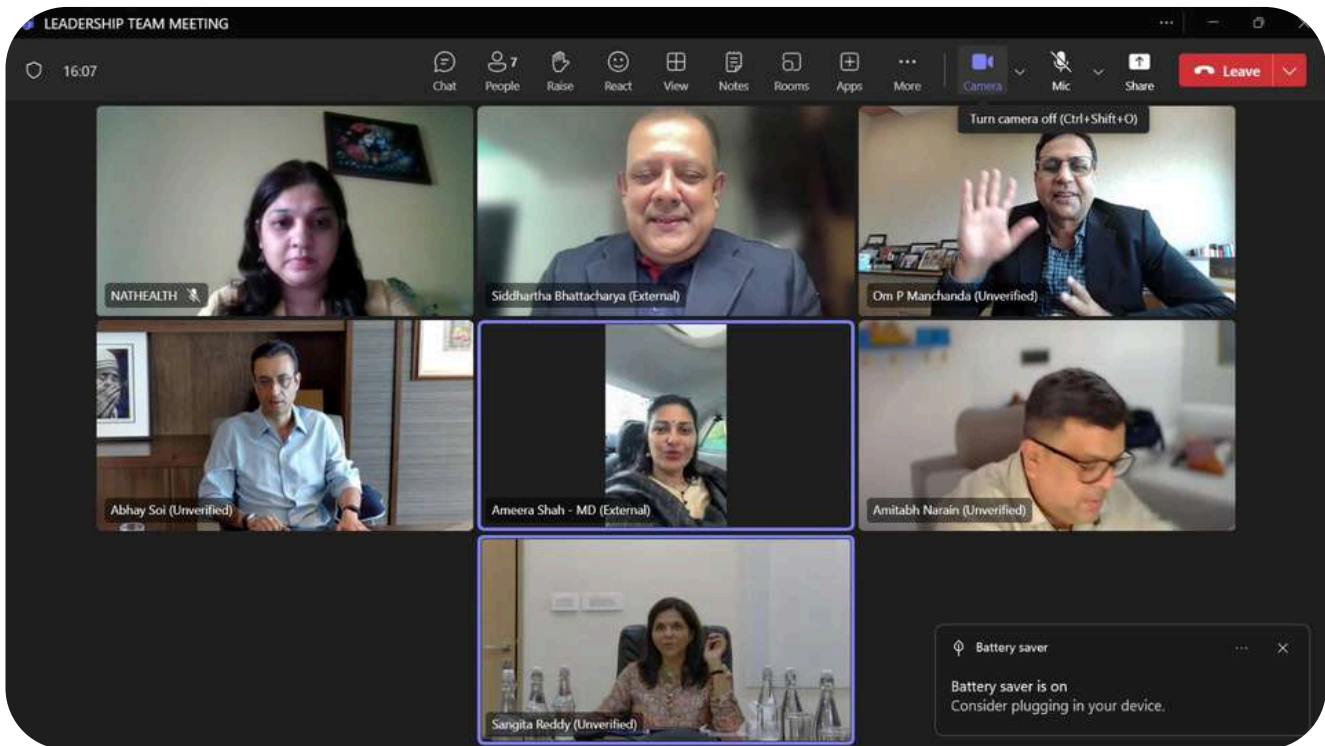 LEADERSHIP TEAM MEETING
16:07
Chat
People 7
Raise
React
View
Notes
Rooms
Apps
More
Camera
Mic
Share
Leave
Turn camera off (Ctrl+Shift+O)
NATHEALTH
Siddhartha Bhattacharya (External)
Om P Manchanda (Unverified)
Abhay Soi (Unverified)
Ameera Shah - MD (External)
Amitabh Narain (Unverified)
Sangita Reddy (Unverified)
Battery saver
Battery saver is on
Consider plugging in your device.